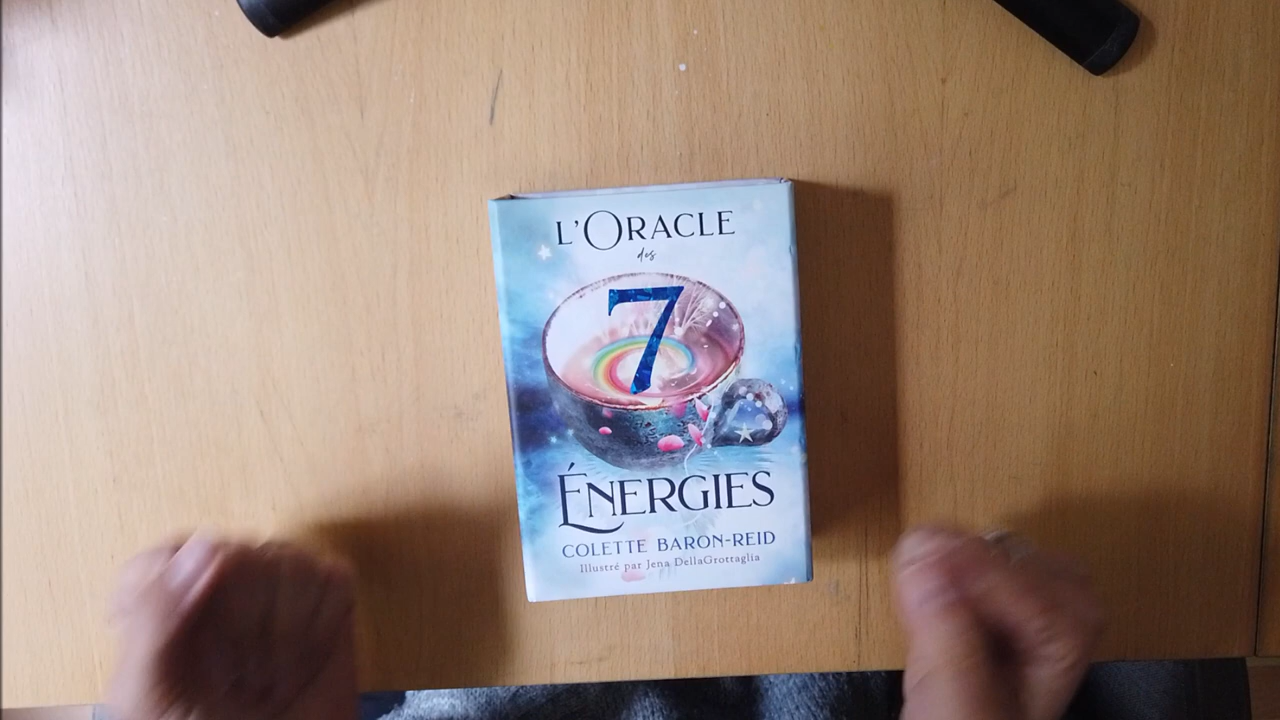 L'ORACLE
des
7
ÉNERGIES
COLETTE BARON-REID
Illustré par Jena DellaGrottaglia